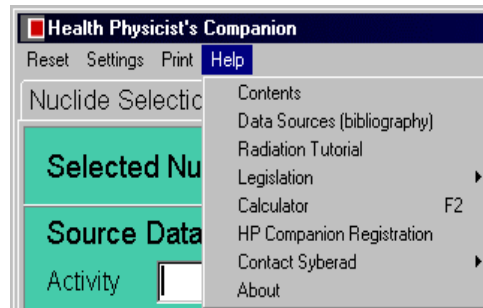 Health Physicist's Companion
Reset Settings Print Help
Nuclide Selectio
Contents
Data Sources (bibliography)
Radiation Tutorial
Legislation
Calculator F2
HP Companion Registration
Contact Syberad
About
Selected Nu
Source Data
Activity